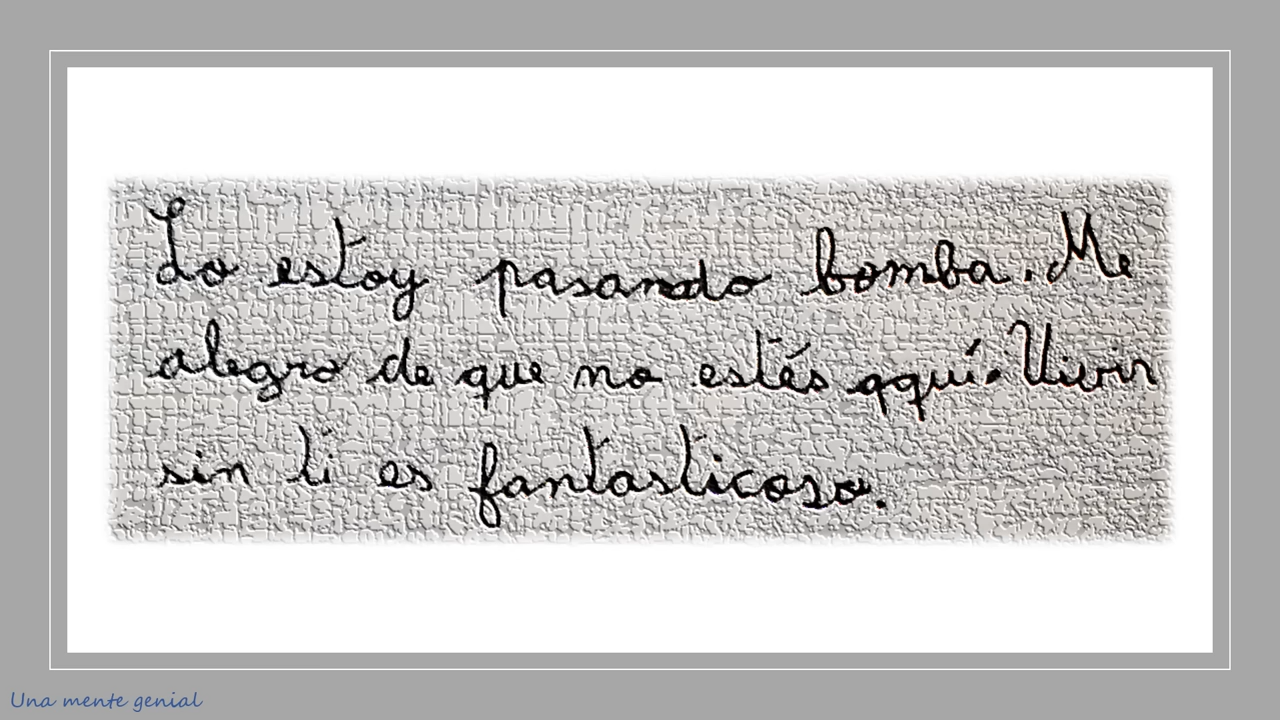 Lo estoy pasando bomba. Me
alegro de que no estés aquí. Vivir
sin ti es fantasticoso.
Una mente genial